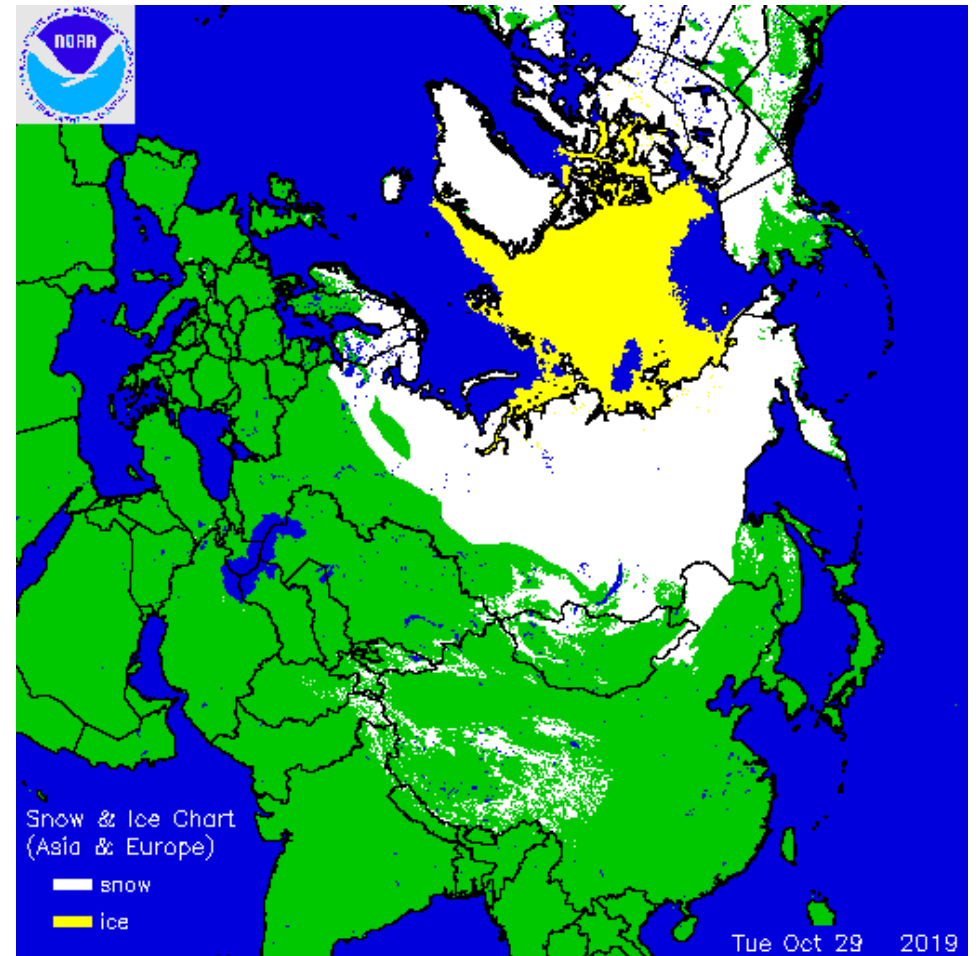 NOAA
Snow & Ice Chart
(Asia & Europe)
snow
ice
Tue Oct 29 2019